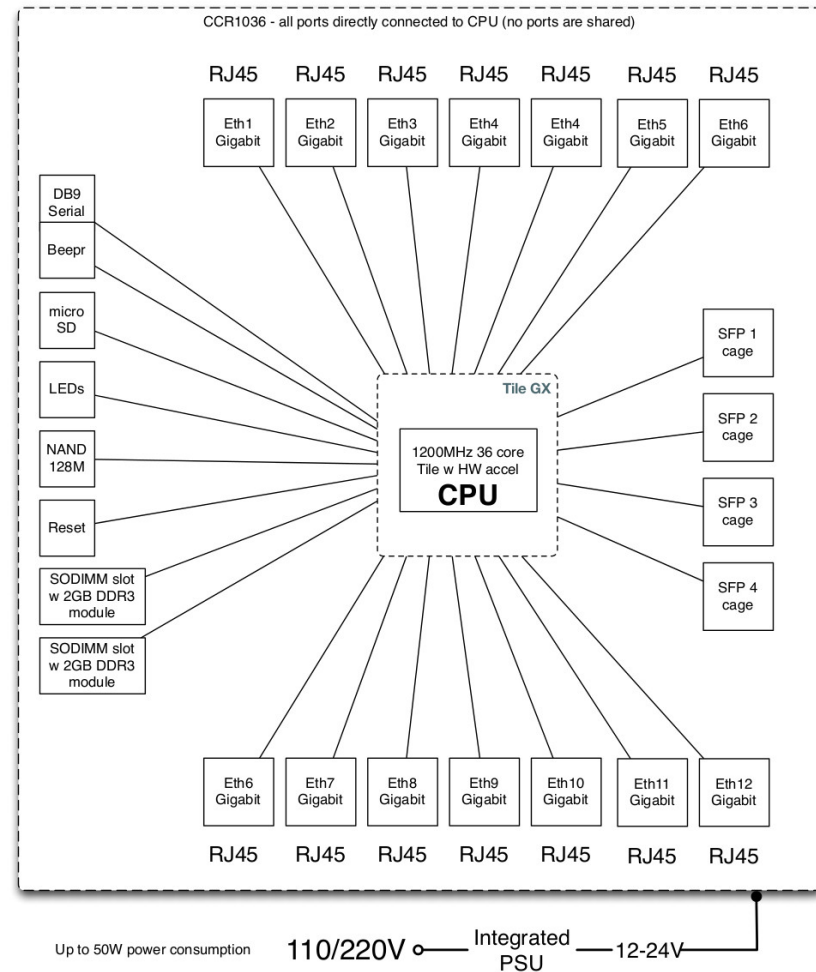 CCR1036 - all ports directly connected to CPU (no ports are shared)
RJ45 RJ45 RJ45 RJ45 RJ45 RJ45 RJ45
Eth1 Gigabit
Eth2 Gigabit
Eth3 Gigabit
Eth4 Gigabit
Eth4 Gigabit
Eth5 Gigabit
Eth6 Gigabit
DB9
Serial
Beepr
micro
SD
LEDs
NAND
128M
Reset
SODIMM slot
w 2GB DDR3
module
SODIMM slot
w 2GB DDR3
module
Tile GX
1200MHz 36 core
Tile w HW accel
CPU
SFP 1
cage
SFP 2
cage
SFP 3
cage
SFP 4
cage
Eth6 Gigabit
Eth7 Gigabit
Eth8 Gigabit
Eth9 Gigabit
Eth10 Gigabit
Eth11 Gigabit
Eth12 Gigabit
RJ45 RJ45 RJ45 RJ45 RJ45 RJ45 RJ45
Up to 50W power consumption
110/220V
Integrated
PSU
12-24V